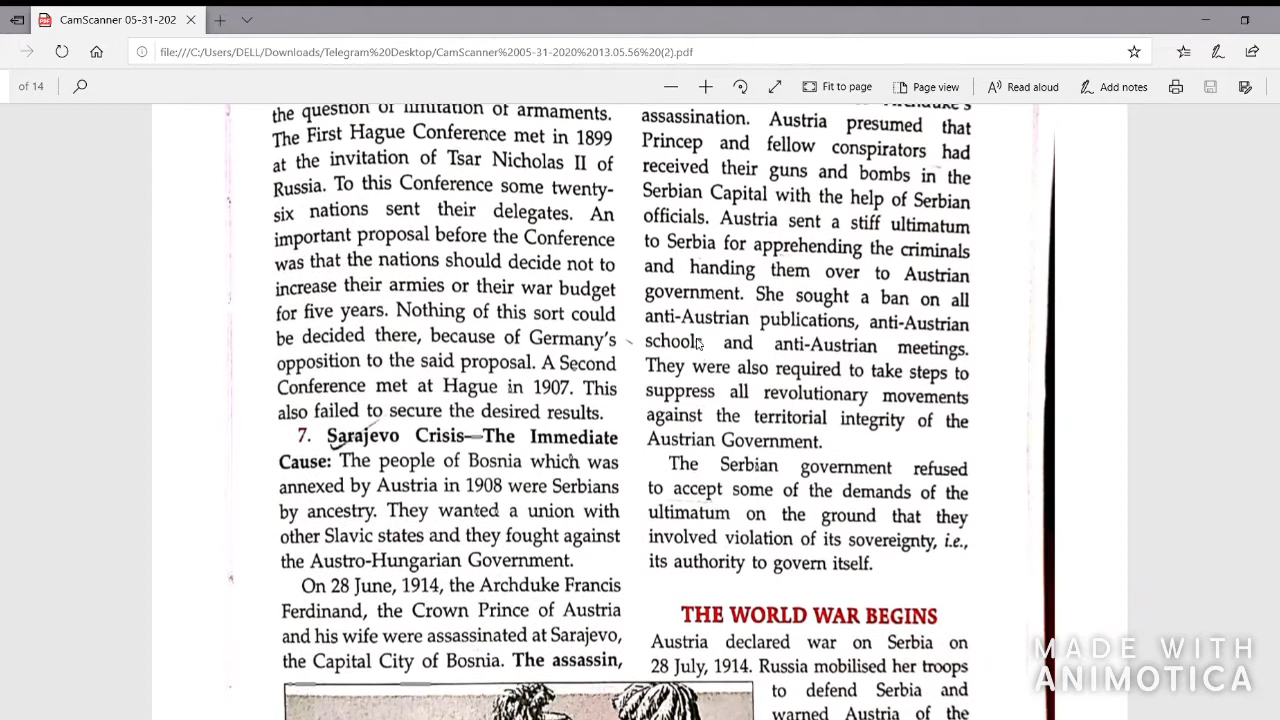 CamScanner 05-31-202
file:///C:/Users/DELL/Downloads/Telegram%20Desktop/CamScanner%2005-31-2020%2013.05.56%20(2).pdf
of 14
Fit to page
Page view
Read aloud
Add notes
the question of limitation of armaments.
The First Hague Conference met in 1899
at the invitation of Tsar Nicholas II of
Russia. To this Conference some twenty-
six nations sent their delegates. An
important proposal before the Conference
was that the nations should decide not to
increase their armies or their war budget
for five years. Nothing of this sort could
be decided there, because of Germany's
opposition to the said proposal. A Second
Conference met at Hague in 1907. This
also failed to secure the desired results.
7. Sarajevo Crisis—The Immediate
Cause: The people of Bosnia which was
annexed by Austria in 1908 were Serbians
by ancestry. They wanted a union with
other Slavic states and they fought against
the Austro-Hungarian Government.
On 28 June, 1914, the Archduke Francis
Ferdinand, the Crown Prince of Austria
and his wife were assassinated at Sarajevo,
the Capital City of Bosnia. The assassin,
Archduke's
assassination. Austria presumed that
Princep and fellow conspirators had
received their guns and bombs in the
Serbian Capital with the help of Serbian
officials. Austria sent a stiff ultimatum
to Serbia for apprehending the criminals
and handing them over to Austrian
government. She sought a ban on all
anti-Austrian publications, anti-Austrian
schools and anti-Austrian meetings.
They were also required to take steps to
suppress all revolutionary movements
against the territorial integrity of the
Austrian Government.
The Serbian government refused
to accept some of the demands of the
ultimatum on the ground that they
involved violation of its sovereignty, i.e.,
its authority to govern itself.
THE WORLD WAR BEGINS
Austria declared war on Serbia on
28 July, 1914. Russia mobilised her troops
to defend Serbia and
warned Austria of the
MADE WITH
ANIMOTICA